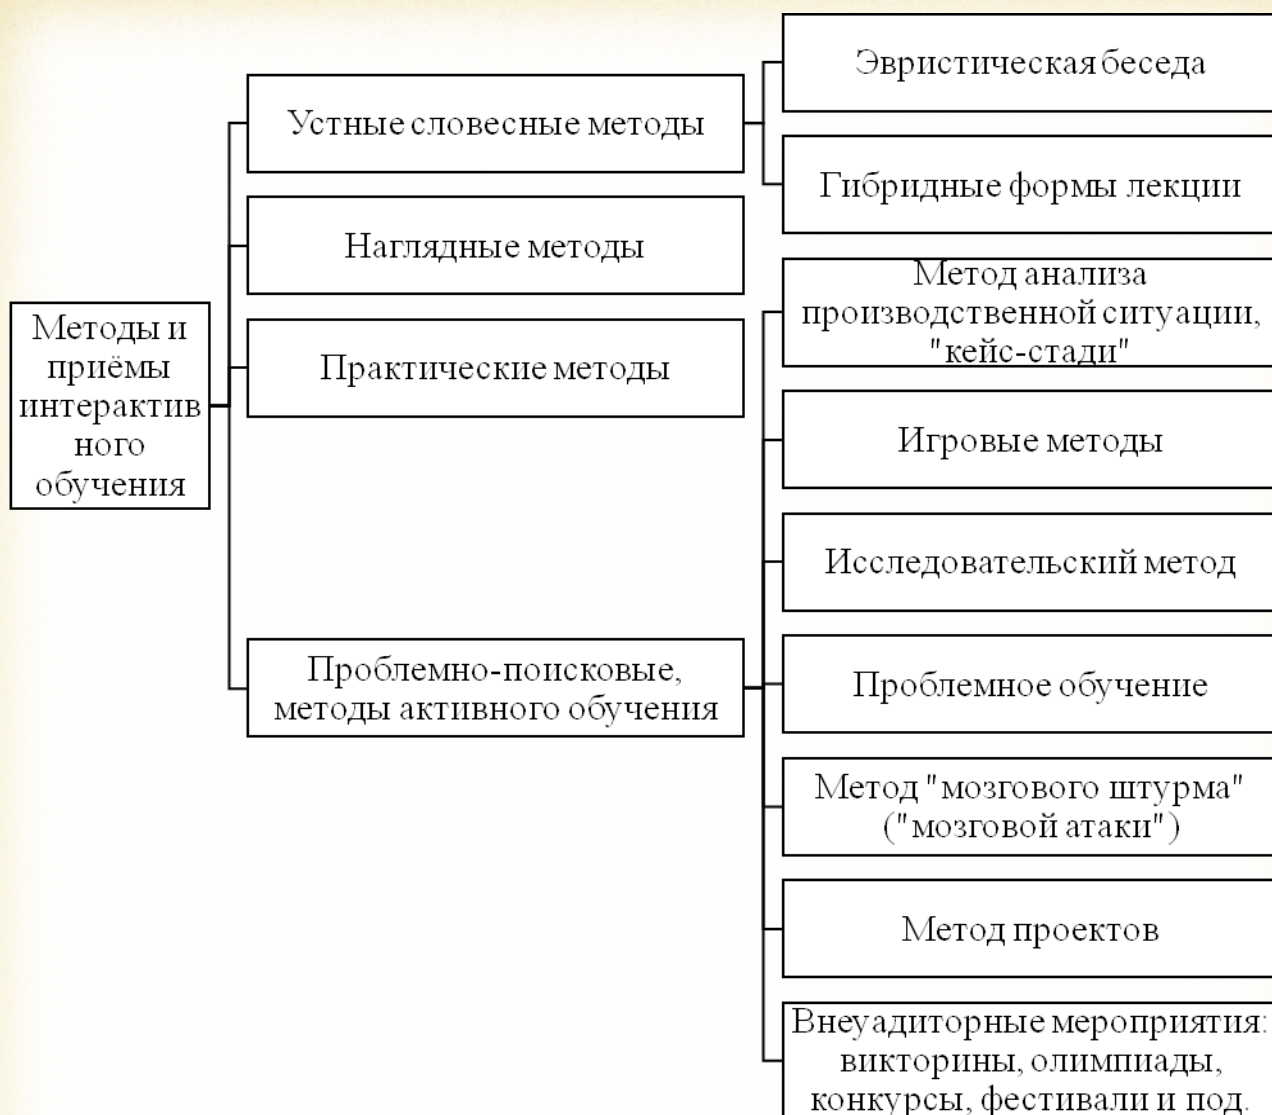 Методы и
приёмы
интерактив
ного
обучения
Устные словесные методы
Наглядные методы
Практические методы
Проблемно-поисковые,
методы активного обучения
Эвристическая беседа
Гибридные формы лекции
Метод анализа
производственной ситуации,
"кейс-стади"
Игровые методы
Исследовательский метод
Проблемное обучение
Метод "мозгового штурма"
("мозговой атаки")
Метод проектов
Внеуадиторные мероприятия:
викторины, олимпиады,
конкурсы, фестивали и под.